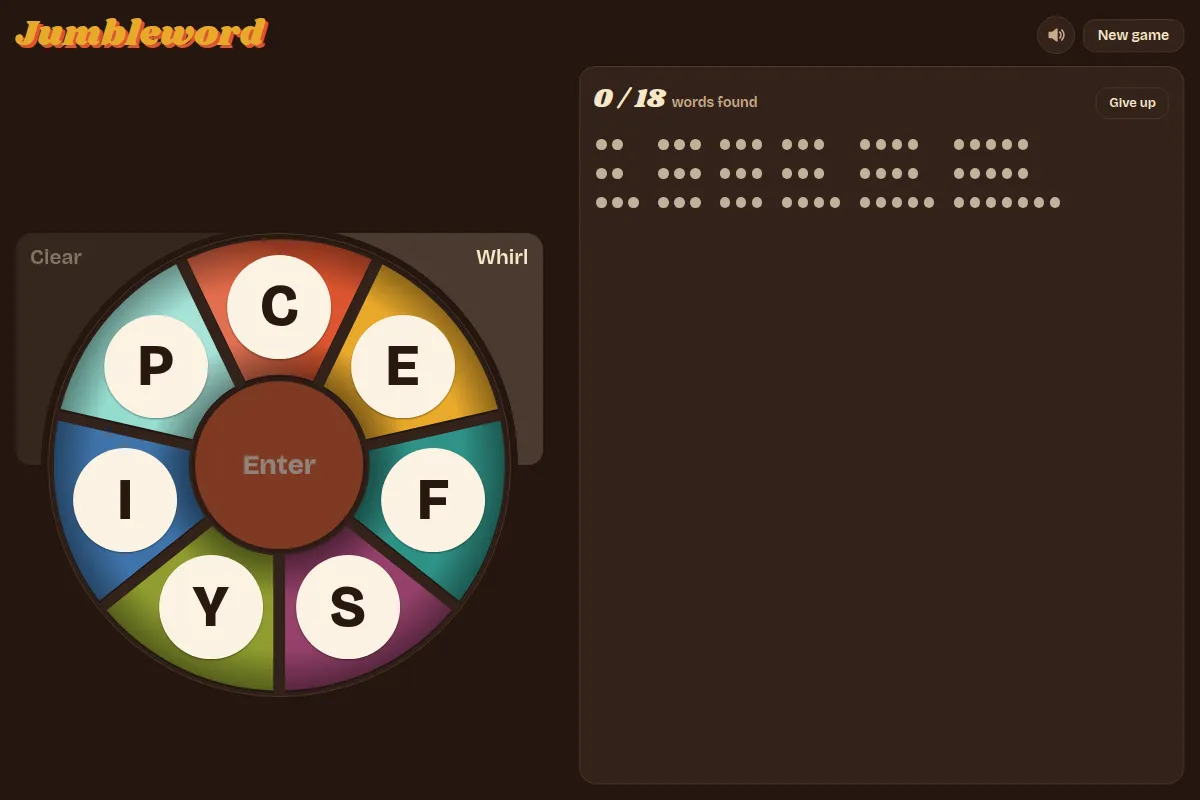 Jumbleword
New game
0 / 18 words found
Give up
Clear
Whirl
C
P
E
Enter
I
F
Y
S